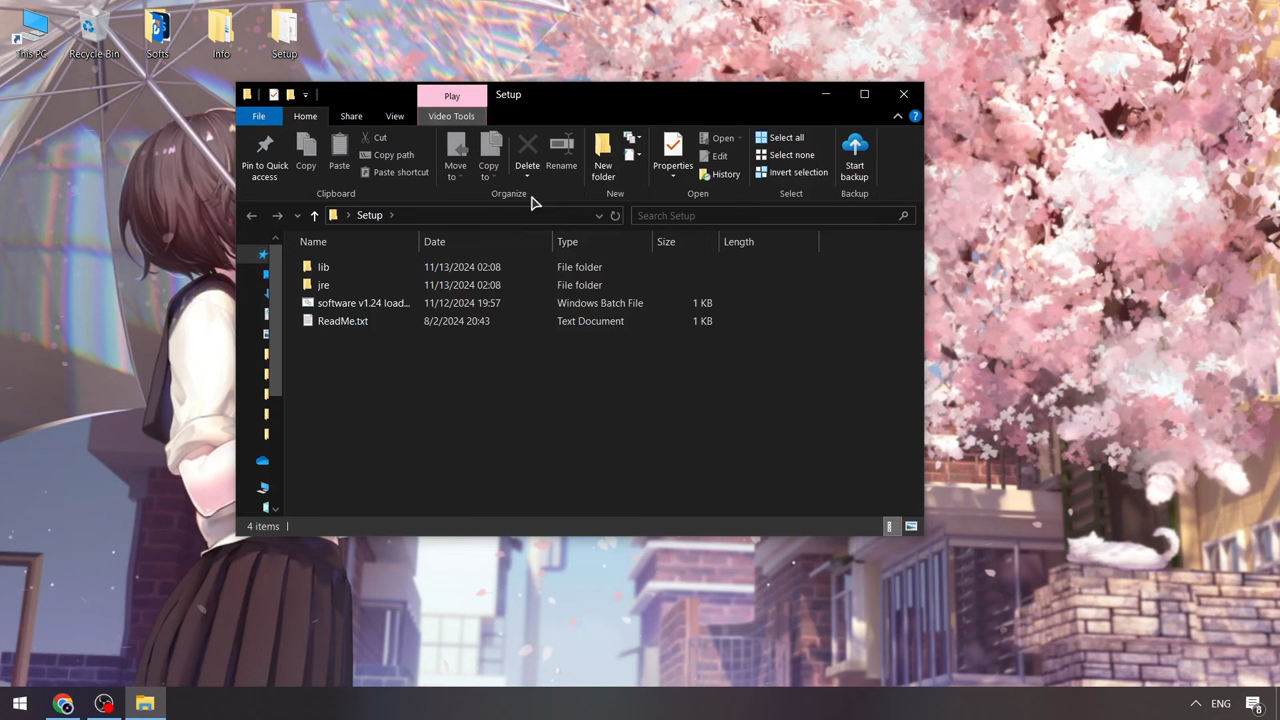 This PC
Recycle Bin
Softs
Info
Setup
Play
Setup
File
Home
Share
View
Video Tools
Pin to Quick access
Copy
Paste
Cut
Copy path
Paste shortcut
Clipboard
Move to
Copy to
Delete
Rename
Organize
New folder
New
Properties
Open
Edit
History
Open
Select all
Select none
Invert selection
Select
Start backup
Backup
Setup
Search Setup
Name
Date
Type
Size
Length
lib
11/13/2024 02:08
File folder
jre
11/13/2024 02:08
File folder
software v1.24 load...
11/12/2024 19:57
Windows Batch File
1 KB
ReadMe.txt
8/2/2024 20:43
Text Document
1 KB
4 items
ENG
8